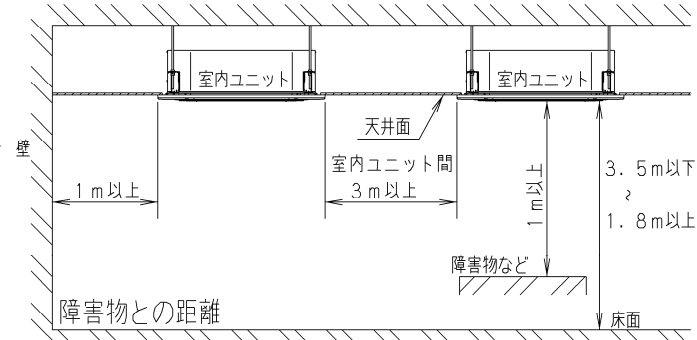 室内ユニット
室内ユニット
天井面
壁
室内ユニット間
1m以上
3m以上
1m以上
3.5m以下
~
1.8m以上
障害物など
障害物との距離
床面